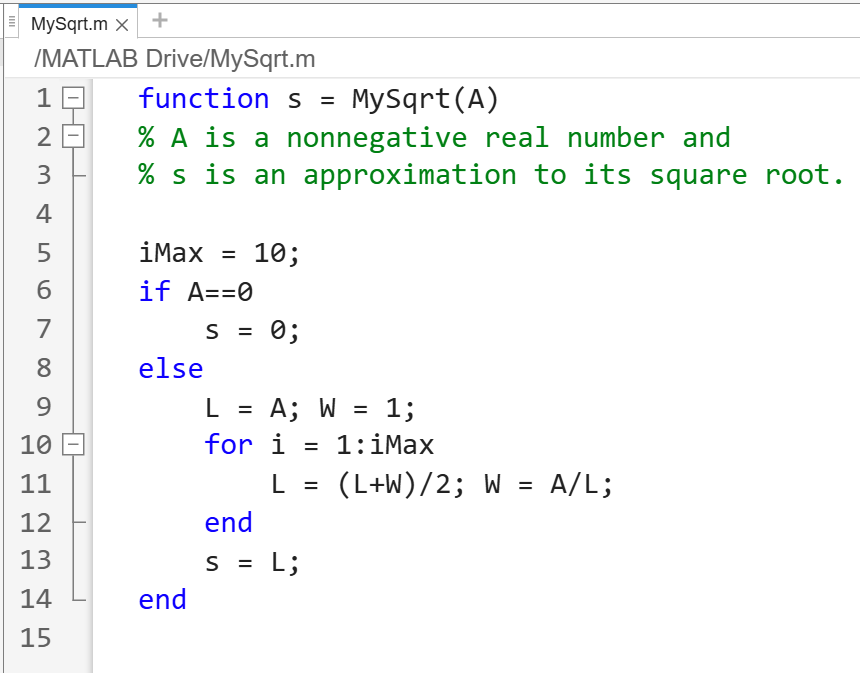 MySqrt.m
/MATLAB Drive/MySqrt.m
1 function s = MySqrt(A)
2 % A is a nonnegative real number and
3 % s is an approximation to its square root.
4
5 iMax = 10;
6 if A==0
7 s = 0;
8 else
9 L = A; W = 1;
10 for i = 1:iMax
11 L = (L+W)/2; W = A/L;
12 end
13 s = L;
14 end
15